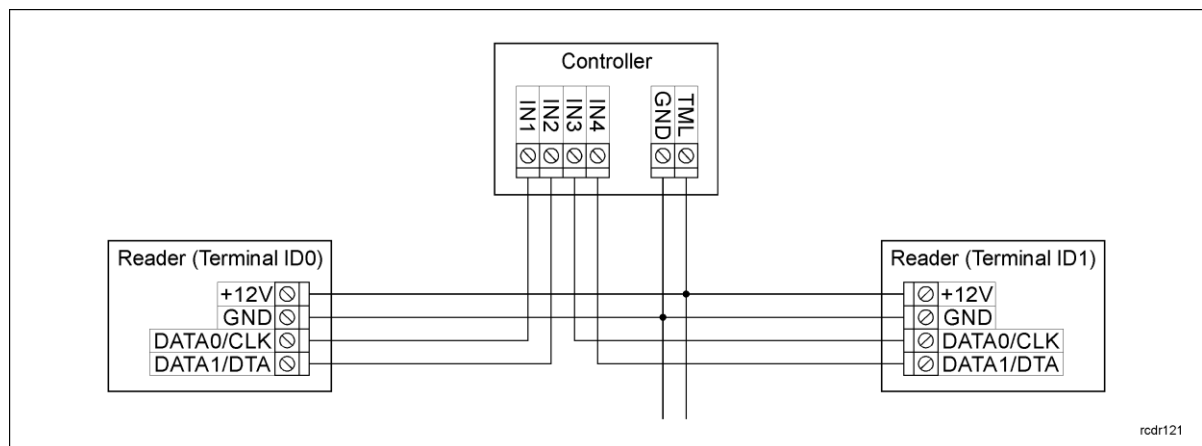 Controller
IN1
IN2
IN3
IN4
GND
TML
Reader (Terminal ID0)
+12V
GND
DATA0/CLK
DATA1/DTA
Reader (Terminal ID1)
+12V
GND
DATA0/CLK
DATA1/DTA
rcdr121